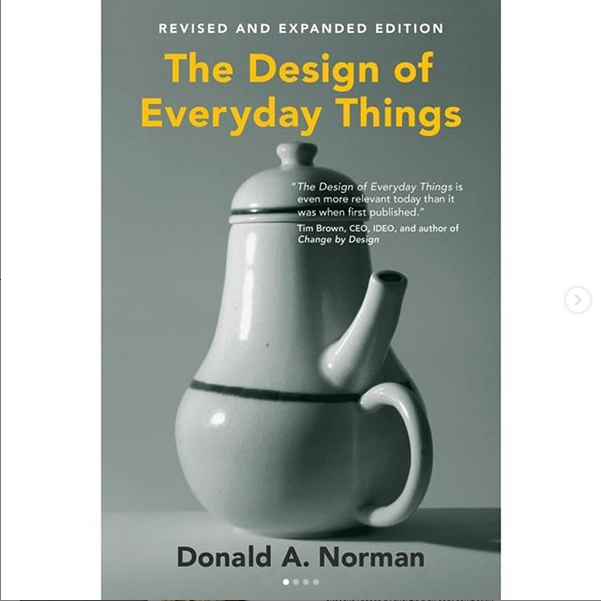 REVISED AND EXPANDED EDITION
The Design of
Everyday Things
“The Design of Everyday Things is
even more relevant today than it
was when first published.”
Tim Brown, CEO, IDEO, and author of
Change by Design
Donald A. Norman